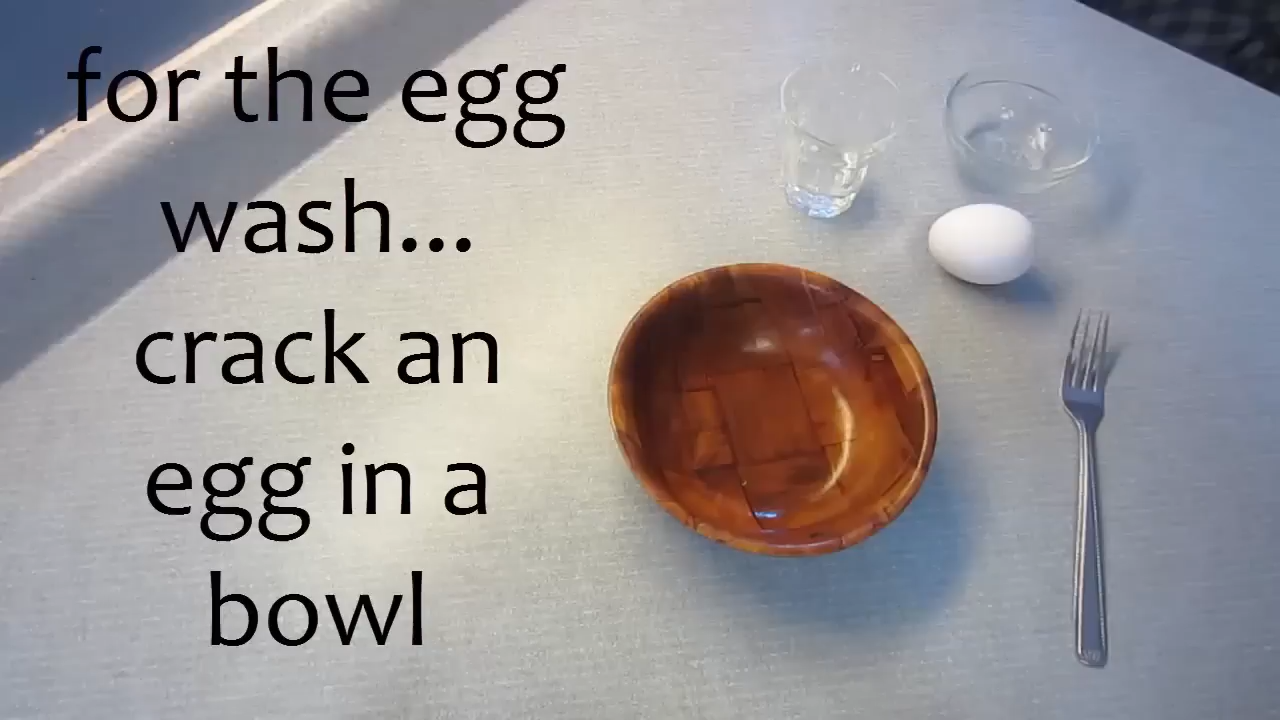 for the egg
wash...
crack an
egg in a
bowl